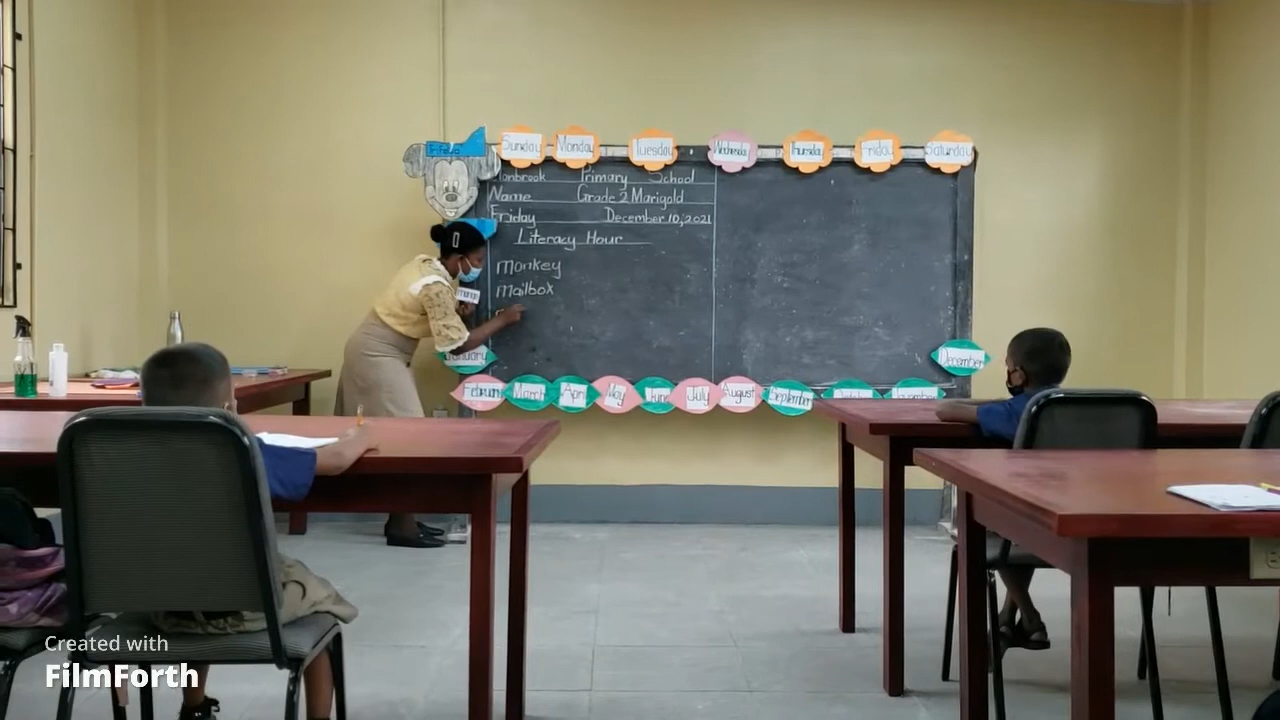 Sunday Monday Tuesday Wednesday Thursday Friday Saturday
Primary School
Name Grade 2 Marigold
Friday December 10, 2021
Literacy Hour
Monkey
Mailbox
January
December
February March April May June July August September
Created with
FilmForth